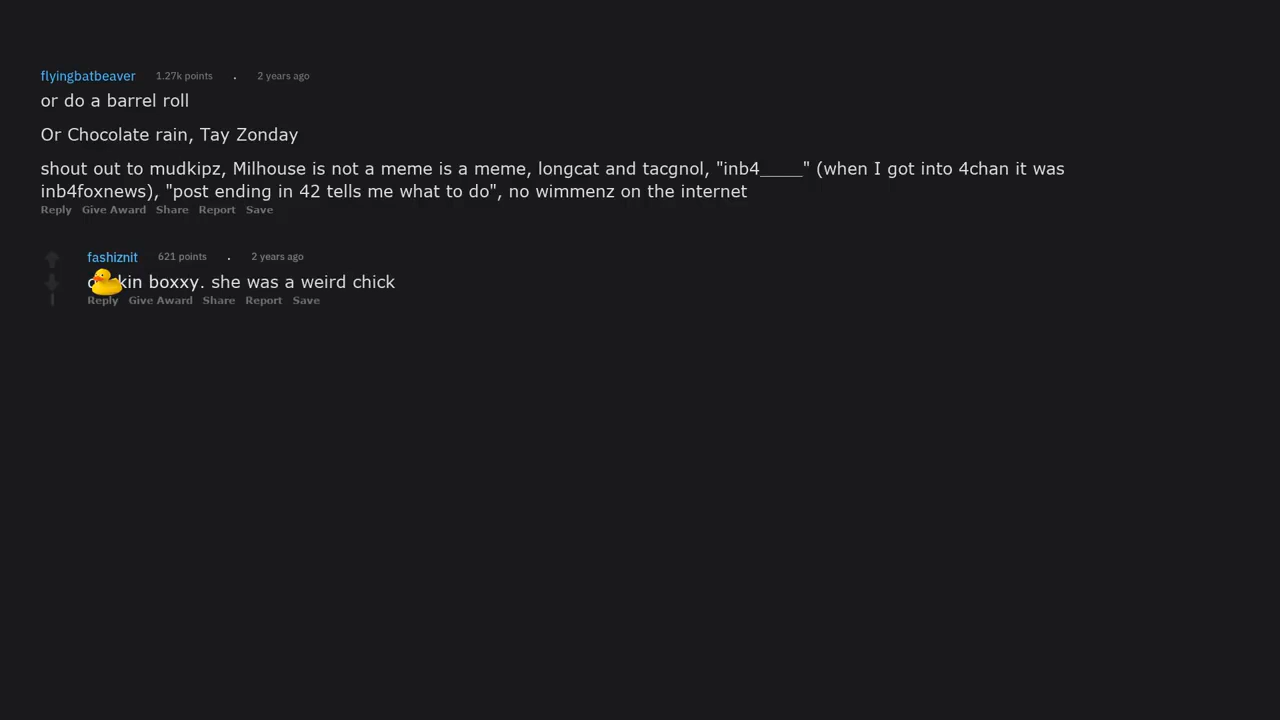 flyingbatbeaver 1.27k points . 2 years ago
or do a barrel roll
Or Chocolate rain, Tay Zonday
shout out to mudkipz, Milhouse is not a meme is a meme, longcat and tacgnol, "inb4_____" (when I got into 4chan it was
inb4foxnews), "post ending in 42 tells me what to do", no wimmenz on the internet
Reply Give Award Share Report Save
fashiznit 621 points . 2 years ago
boxxy. she was a weird chick
Reply Give Award Share Report Save